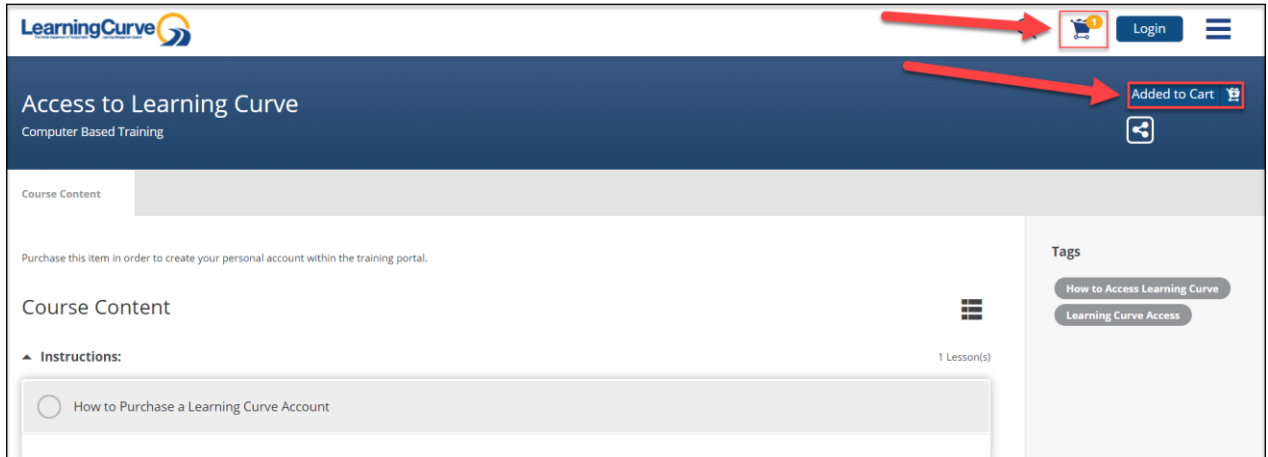 LearningCurve
1
Login
Access to Learning Curve
Added to Cart
Computer Based Training
Course Content
Purchase this item in order to create your personal account within the training portal.
Tags
How to Access Learning Curve
Learning Curve Access
Course Content
Instructions:
1 Lesson(s)
How to Purchase a Learning Curve Account